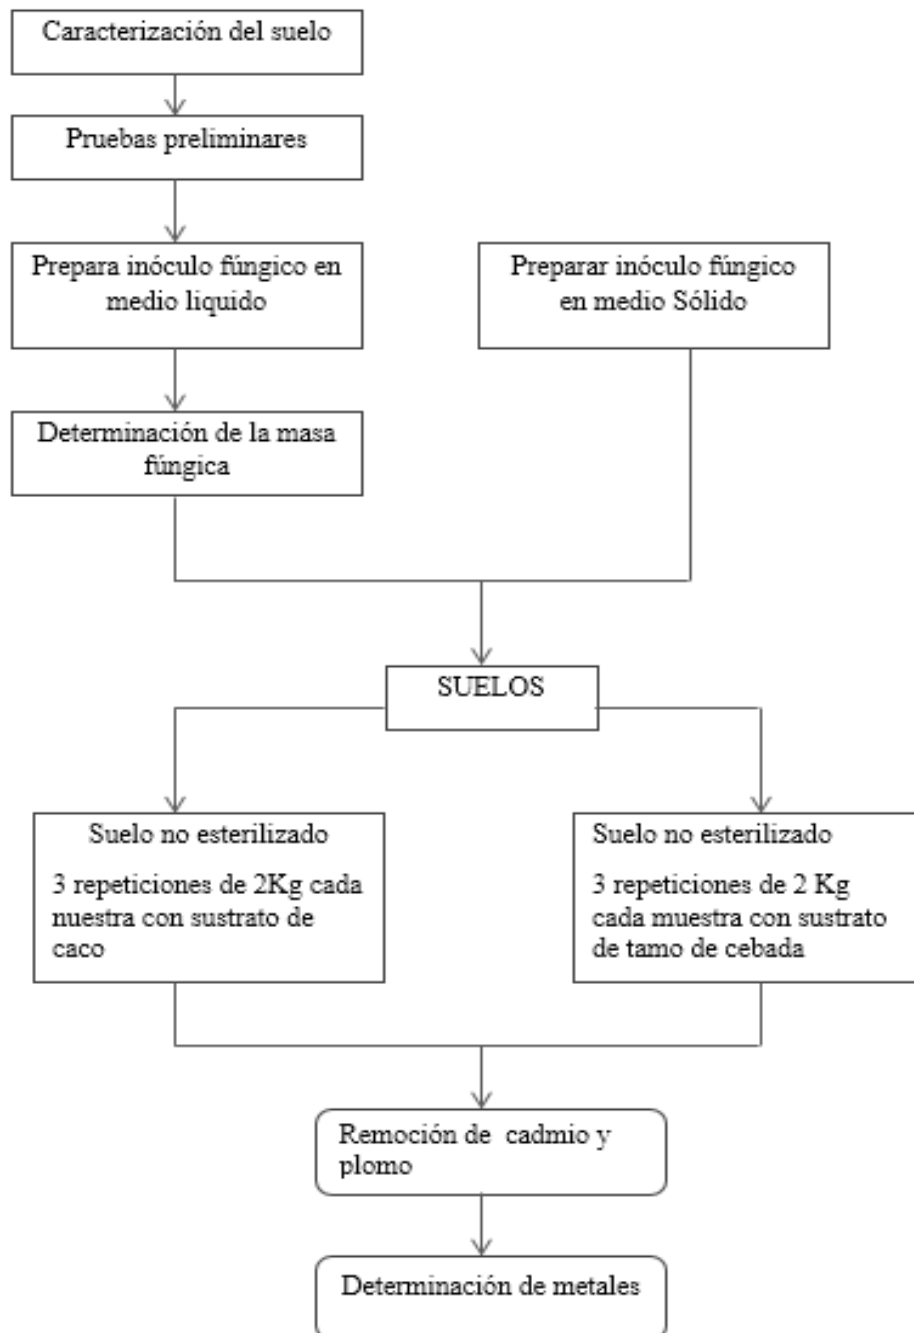 Caracterización del suelo
Pruebas preliminares
Prepara inóculo fúngico en
medio liquido
Preparar inóculo fúngico
en medio Sólido
Determinación de la masa
fúngica
SUELOS
Suelo no esterilizado
3 repeticiones de 2Kg cada
nuestra con sustrato de
caco
Suelo no esterilizado
3 repeticiones de 2 Kg
cada muestra con sustrato
de tamo de cebada
Remoción de cadmio y
plomo
Determinación de metales